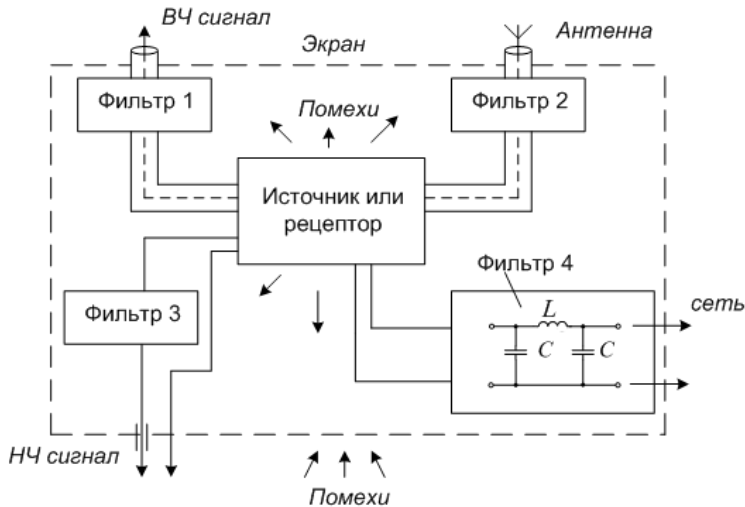 ВЧ сигнал
Экран
Антенна
Фильтр 1
Помехи
Фильтр 2
Источник или
рецептор
Фильтр 4
Фильтр 3
сеть
L
C
C
НЧ сигнал
Помехи